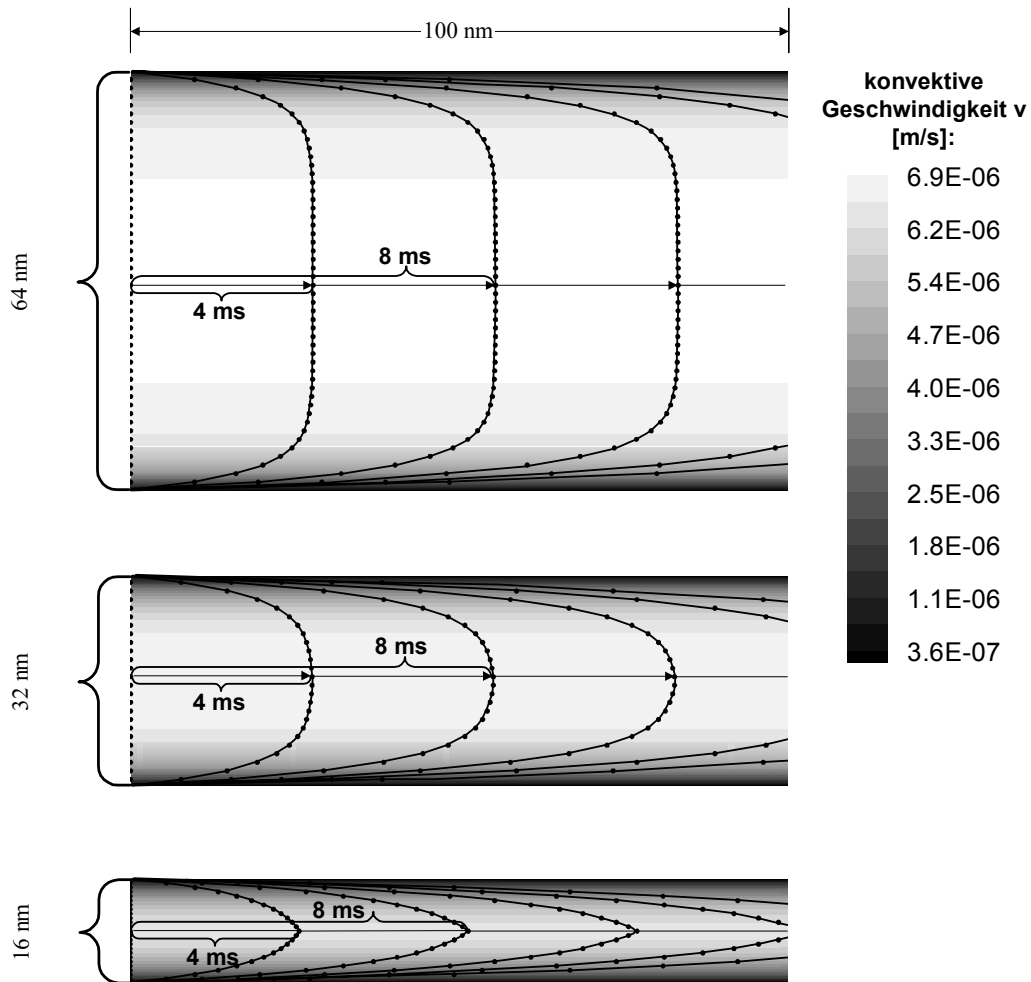 100 nm
64 nm
8 ms
4 ms
konvektive
Geschwindigkeit v
[m/s]:
6.9E-06
6.2E-06
5.4E-06
4.7E-06
4.0E-06
3.3E-06
2.5E-06
1.8E-06
1.1E-06
3.6E-07
32 nm
8 ms
4 ms
16 nm
8 ms
4 ms